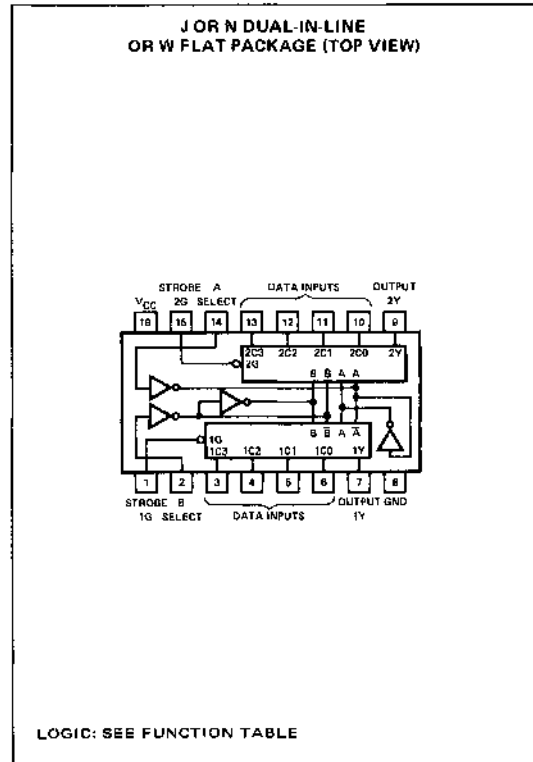 J OR N DUAL-IN-LINE
OR W FLAT PACKAGE (TOP VIEW)
STROBE A DATA INPUTS OUTPUT
VCC 2G SELECT 2Y
16 15 14 13 12 11 10 9
2C3 2C2 2C1 2C0 2Y
2G
B B̅ A A̅
B B̅ A A̅
1G
1C3 1C2 1C1 1C0 1Y
1 2 3 4 5 6 7 8
STROBE B DATA INPUTS OUTPUT GND
1G SELECT 1Y
LOGIC: SEE FUNCTION TABLE